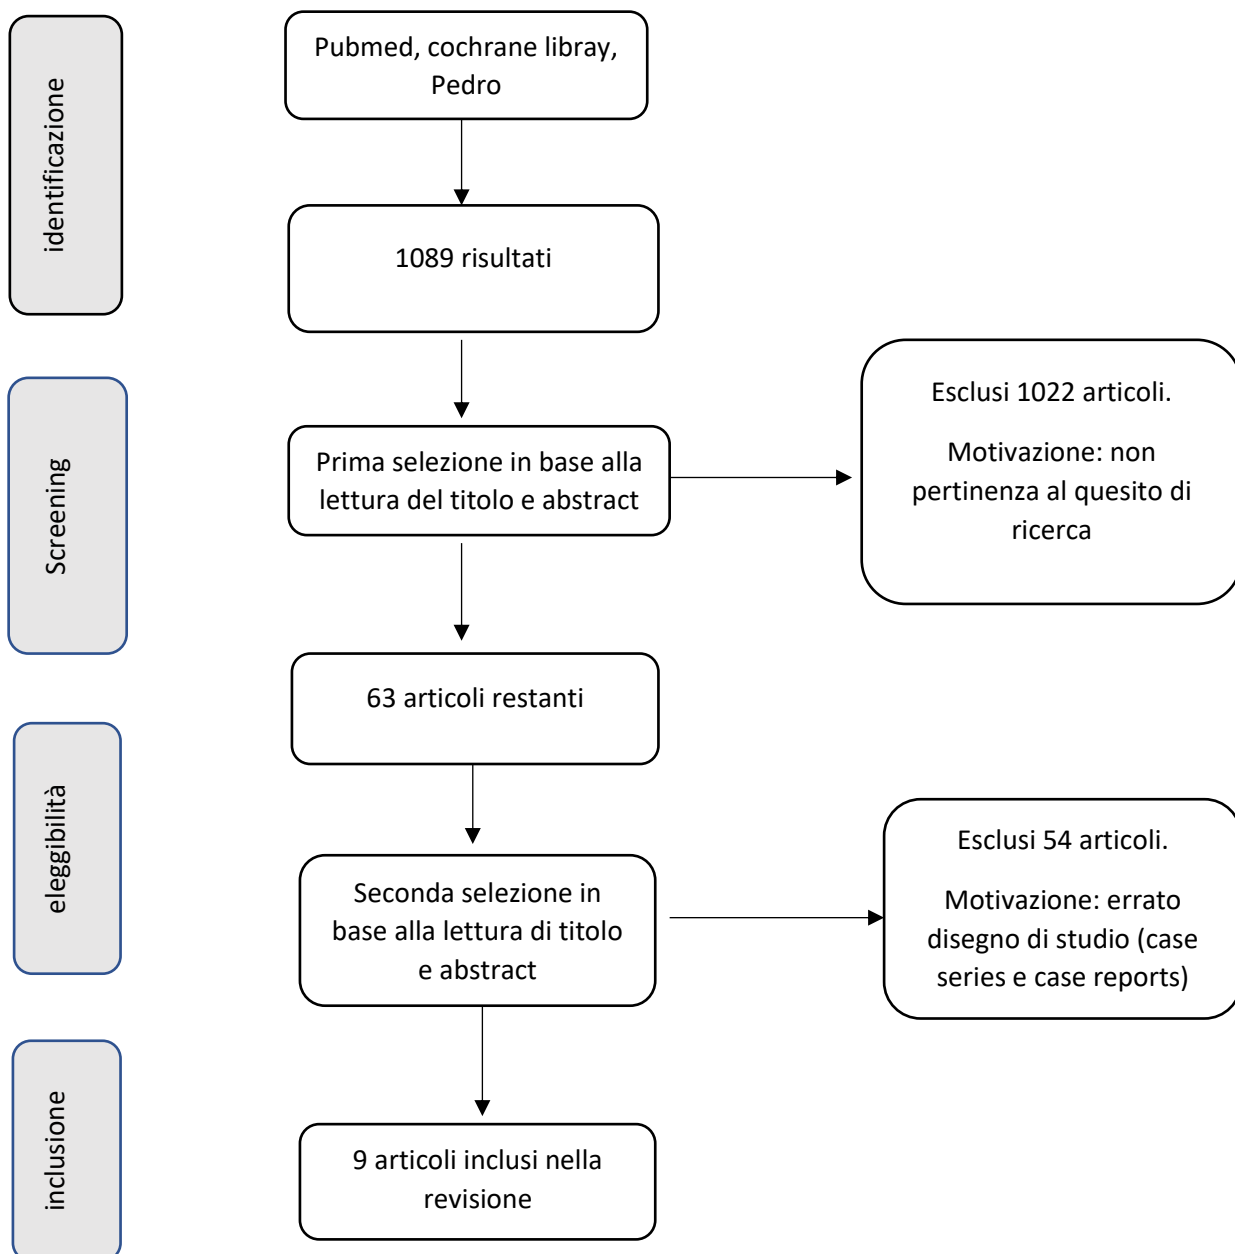 identificazione
Pubmed, cochrane libray,
Pedro
1089 risultati
Screening
Prima selezione in base alla
lettura del titolo e abstract
Esclusi 1022 articoli.
Motivazione: non
pertinenza al quesito di
ricerca
63 articoli restanti
eleggibilità
Seconda selezione in
base alla lettura di titolo
e abstract
Esclusi 54 articoli.
Motivazione: errato
disegno di studio (case
series e case reports)
inclusione
9 articoli inclusi nella
revisione